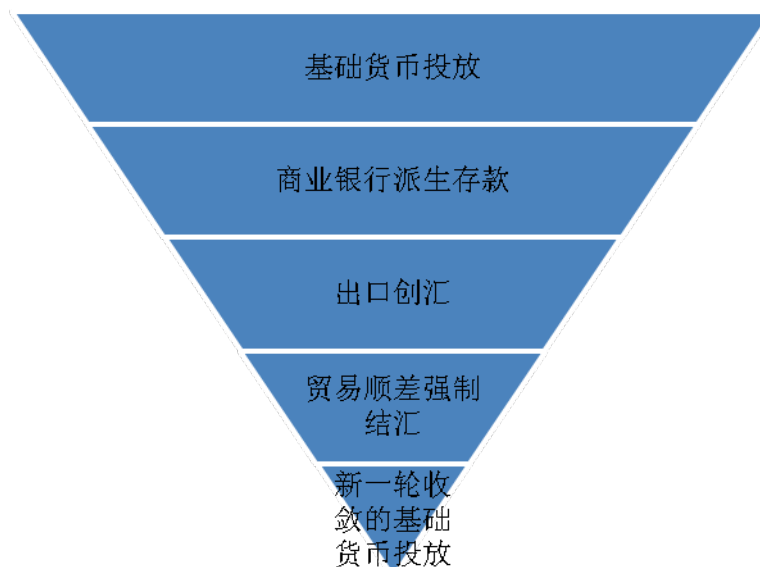 基础货币投放
商业银行派生存款
出口创汇
贸易顺差强制
结汇
新一轮收
敛的基础
货币投放